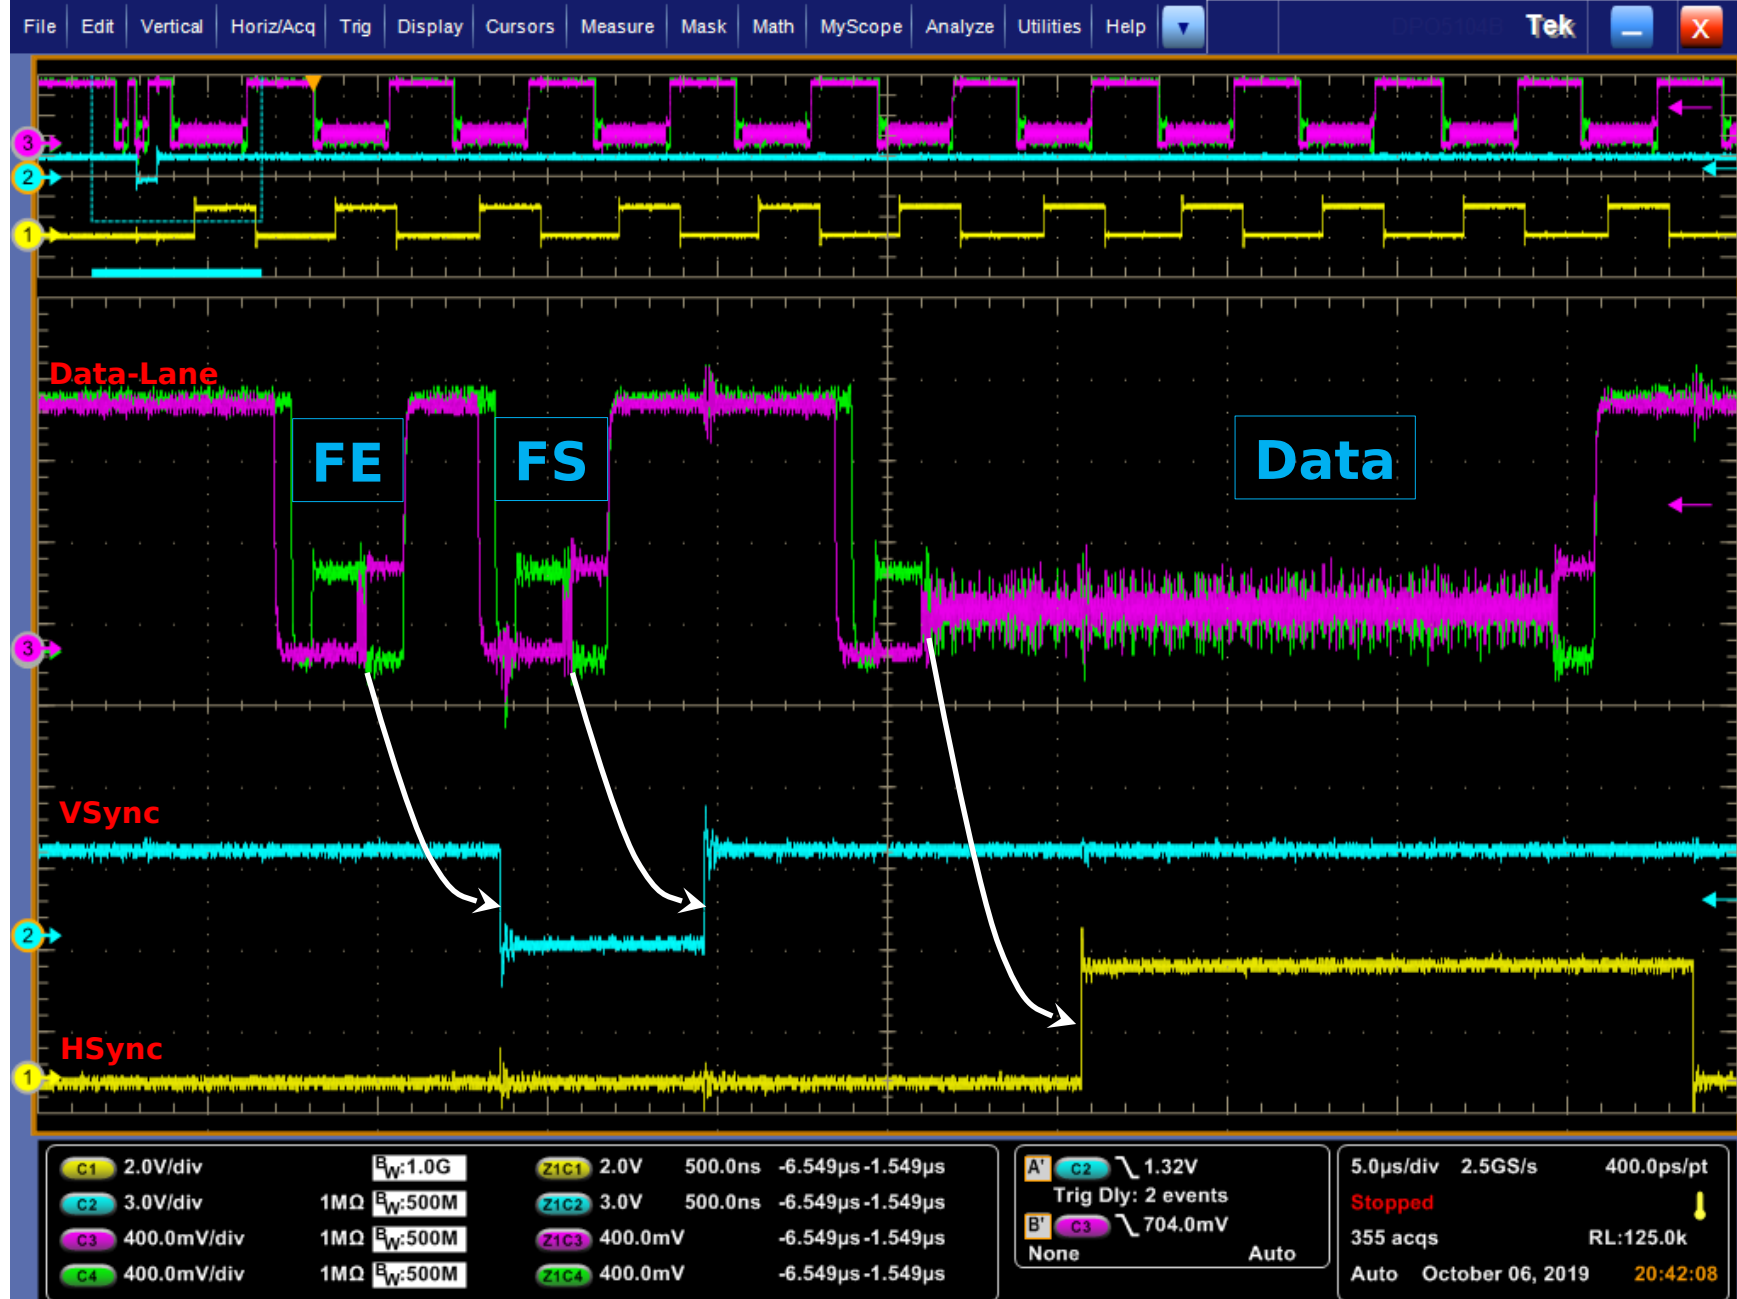 File Edit Vertical Horiz/Acq Trig Display Cursors Measure Mask Math MyScope Analyze Utilities Help Tek X
3
2
1
Data-Lane
FE FS Data
3
VSync
2
HSync
1
C1 2.0V/div BW:1.0G Z1C1 2.0V 500.0ns -6.549µs -1.549µs
C2 3.0V/div 1MΩ BW:500M Z1C2 3.0V 500.0ns -6.549µs -1.549µs
C3 400.0mV/div 1MΩ BW:500M Z1C3 400.0mV -6.549µs -1.549µs
C4 400.0mV/div 1MΩ BW:500M Z1C4 400.0mV -6.549µs -1.549µs
A' C2 1.32V
Trig Dly: 2 events
B' C3 704.0mV
None Auto
5.0µs/div 2.5GS/s 400.0ps/pt
Stopped
355 acqs RL:125.0k
Auto October 06, 2019 20:42:08